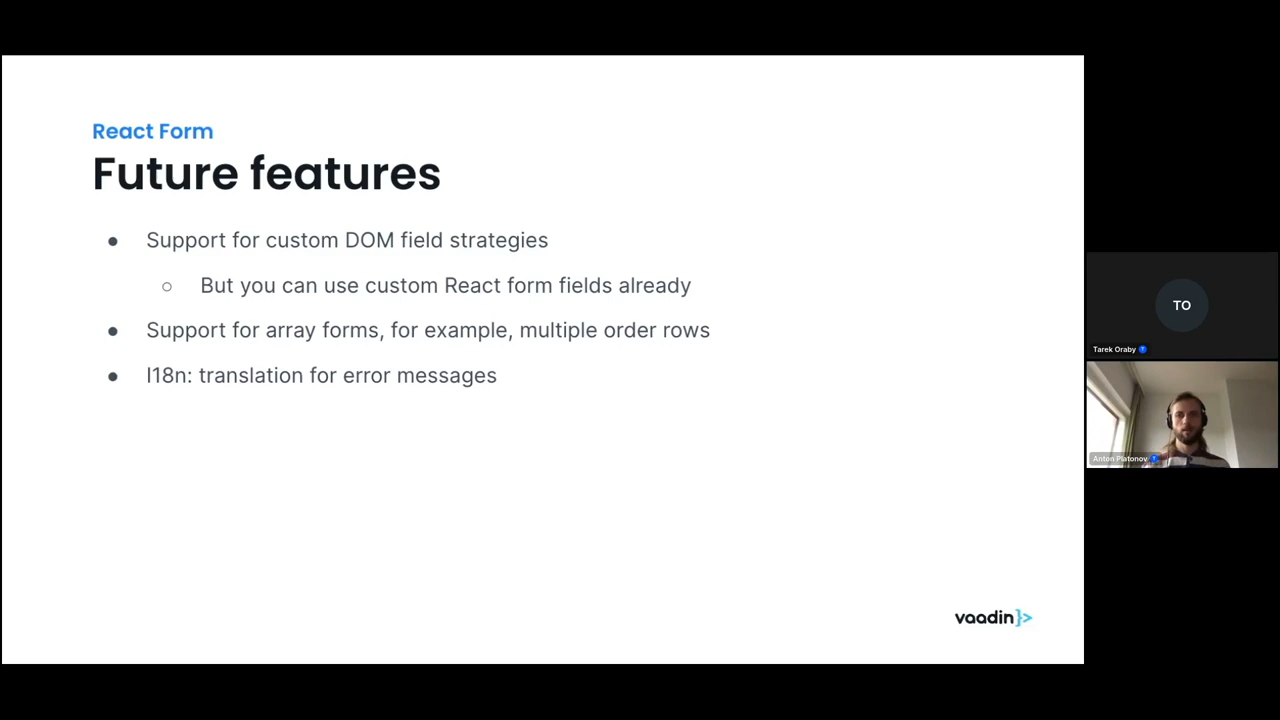 React Form
Future features
● Support for custom DOM field strategies
○ But you can use custom React form fields already
● Support for array forms, for example, multiple order rows
● I18n: translation for error messages
vaadin}>
TO
Tarek Oraby
Anton Platonov